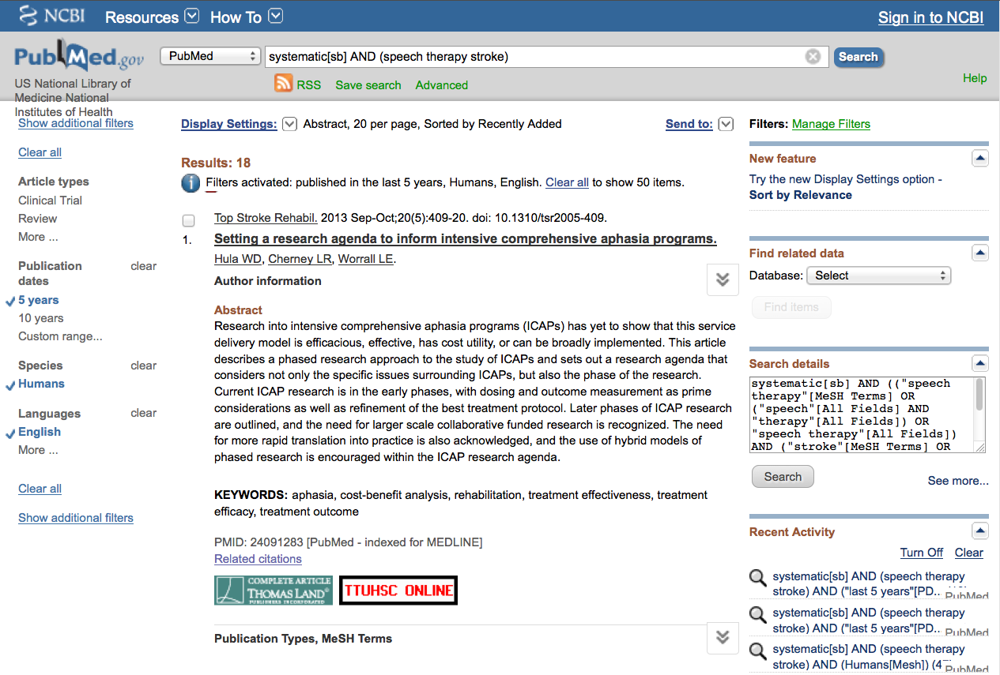 NCBI Resources How To Sign in to NCBI
PubMed.gov
US National Library of
Medicine National
Institutes of Health
PubMed
systematic[sb] AND (speech therapy stroke)
Search
RSS Save search Advanced
Help
Show additional filters
Clear all
Article types
Clinical Trial
Review
More ...
Publication
dates
clear
5 years
10 years
Custom range...
Species clear
Humans
Languages clear
English
More ...
Clear all
Show additional filters
Display Settings: Abstract, 20 per page, Sorted by Recently Added
Send to:
Results: 18
Filters activated: published in the last 5 years, Humans, English. Clear all to show 50 items.
Top Stroke Rehabil. 2013 Sep-Oct;20(5):409-20. doi: 10.1310/tsr2005-409.
1. Setting a research agenda to inform intensive comprehensive aphasia programs.
Hula WD, Cherney LR, Worrall LE.
Author information
Abstract
Research into intensive comprehensive aphasia programs (ICAPs) has yet to show that this service
delivery model is efficacious, effective, has cost utility, or can be broadly implemented. This article
describes a phased research approach to the study of ICAPs and sets out a research agenda that
considers not only the specific issues surrounding ICAPs, but also the phase of the research.
Current ICAP research is in the early phases, with dosing and outcome measurement as prime
considerations as well as refinement of the best treatment protocol. Later phases of ICAP research
are outlined, and the need for larger scale collaborative funded research is recognized. The need
for more rapid translation into practice is also acknowledged, and the use of hybrid models of
phased research is encouraged within the ICAP research agenda.
KEYWORDS: aphasia, cost-benefit analysis, rehabilitation, treatment effectiveness, treatment
efficacy, treatment outcome
PMID: 24091283 [PubMed - indexed for MEDLINE]
Related citations
COMPLETE ARTICLE
THOMAS LAND®
PUBLISHERS INCORPORATED
TTUHSC ONLINE
Publication Types, MeSH Terms
Filters: Manage Filters
New feature
Try the new Display Settings option -
Sort by Relevance
Find related data
Database: Select
Find items
Search details
systematic[sb] AND (("speech
therapy"[MeSH Terms] OR
("speech"[All Fields] AND
"therapy"[All Fields]) OR
"speech therapy"[All Fields])
AND ("stroke"[MeSH Terms] OR
Search
See more...
Recent Activity
Turn Off Clear
systematic[sb] AND (speech therapy
stroke) AND ("last 5 years"[PD..
PubMed
systematic[sb] AND (speech therapy
stroke) AND ("last 5 years"[PD..
PubMed
systematic[sb] AND (speech therapy
stroke) AND (Humans[Mesh])
PubMed